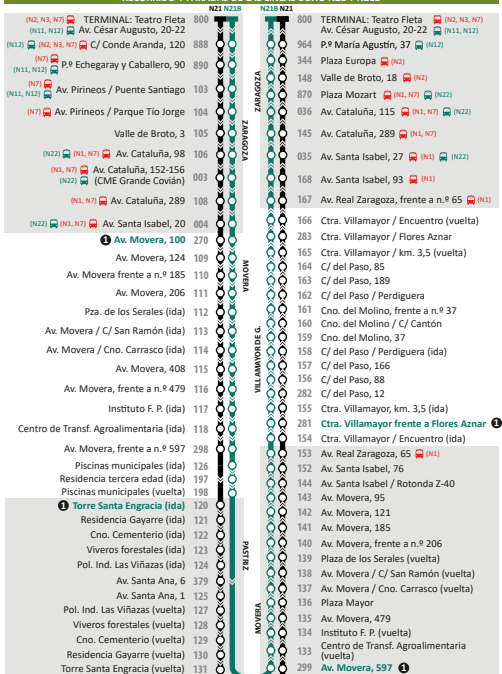 N21 N21B
(N2, N3, N7) TERMINAL: Teatro Fleta 800
(N11, N12) Av. César Augusto, 20-22
(N12) (N2, N3, N7) C/ Conde Aranda, 120 888
(N7)
(N11, N12) P.º Echegaray y Caballero, 90 890
(N7)
(N11, N12) Av. Pirineos / Puente Santiago 103
(N7) Av. Pirineos / Parque Tío Jorge 104
Valle de Broto, 3 105
(N22) (N1, N7) Av. Cataluña, 98 106
(N1, N7) Av. Cataluña, 152-156
(N22) (CME Grande Covián) 003
(N1, N7) Av. Cataluña, 289 108
(N22) (N1, N7) Av. Santa Isabel, 20 004
ZARAGOZA
1 Av. Movera, 100 270
Av. Movera, 124 109
Av. Movera frente a n.º 185 110
Av. Movera, 206 111
Pza. de los Serales (ida) 112
Av. Movera / C/ San Ramón (ida) 113
Av. Movera / Cno. Carrasco (ida) 114
Av. Movera, 408 115
Av. Movera, frente a n.º 479 116
Instituto F. P. (ida) 117
Centro de Transf. Agroalimentaria (ida) 118
Av. Movera, frente a n.º 597 298
Piscinas municipales (ida) 126
Residencia tercera edad (ida) 197
Piscinas municipales (vuelta) 198
MOVERA
1 Torre Santa Engracia (ida) 120
Residencia Gayarre (ida) 121
Cno. Cementerio (ida) 122
Viveros forestales (ida) 123
Pol. Ind. Las Viñazas (ida) 124
Av. Santa Ana, 6 379
Av. Santa Ana, 1 125
Pol. Ind. Las Viñazas (vuelta) 127
Viveros forestales (vuelta) 128
Cno. Cementerio (vuelta) 129
Residencia Gayarre (vuelta) 130
Torre Santa Engracia (vuelta) 131
PASTRIZ
N21B N21
800 TERMINAL: Teatro Fleta (N2, N3, N7)
Av. César Augusto, 20-22 (N11, N12)
964 P.º María Agustín, 37 (N12)
344 Plaza Europa (N2)
148 Valle de Broto, 18 (N2)
870 Plaza Mozart (N1, N7) (N22)
036 Av. Cataluña, 115 (N1, N7) (N22)
145 Av. Cataluña, 289 (N1, N7)
035 Av. Santa Isabel, 27 (N1) (N22)
168 Av. Santa Isabel, 93 (N1)
167 Av. Real Zaragoza, frente a n.º 65 (N1)
ZARAGOZA
166 Ctra. Villamayor / Encuentro (vuelta)
283 Ctra. Villamayor / Flores Aznar
165 Ctra. Villamayor / km. 3,5 (vuelta)
164 C/ del Paso, 85
163 C/ del Paso, 189
162 C/ del Paso / Perdiguera
161 Cno. del Molino, frente a nº 37
160 Cno. del Molino / C/ Cantón
159 Cno. del Molino, 37
158 C/ del Paso / Perdiguera (ida)
157 C/ del Paso, 166
156 C/ del Paso, 88
282 C/ del Paso, 12
155 Ctra. Villamayor, km. 3,5 (ida)
281 Ctra. Villamayor frente a Flores Aznar 1
154 Ctra. Villamayor / Encuentro (ida)
VILLAMAYOR DE G.
153 Av. Real Zaragoza, 65 (N1)
152 Av. Santa Isabel, 76
144 Av. Santa Isabel / Rotonda Z-40
143 Av. Movera, 95
142 Av. Movera, 121
141 Av. Movera, 185
140 Av. Movera, frente a n.º 206
139 Plaza de los Serales (vuelta)
138 Av. Movera / C/ San Ramón (vuelta)
137 Av. Movera / Cno. Carrasco (vuelta)
136 Plaza Mayor
135 Av. Movera, 479
134 Instituto F. P. (vuelta)
133 Centro de Transf. Agroalimentaria
(vuelta)
299 Av. Movera, 597 1
MOVERA